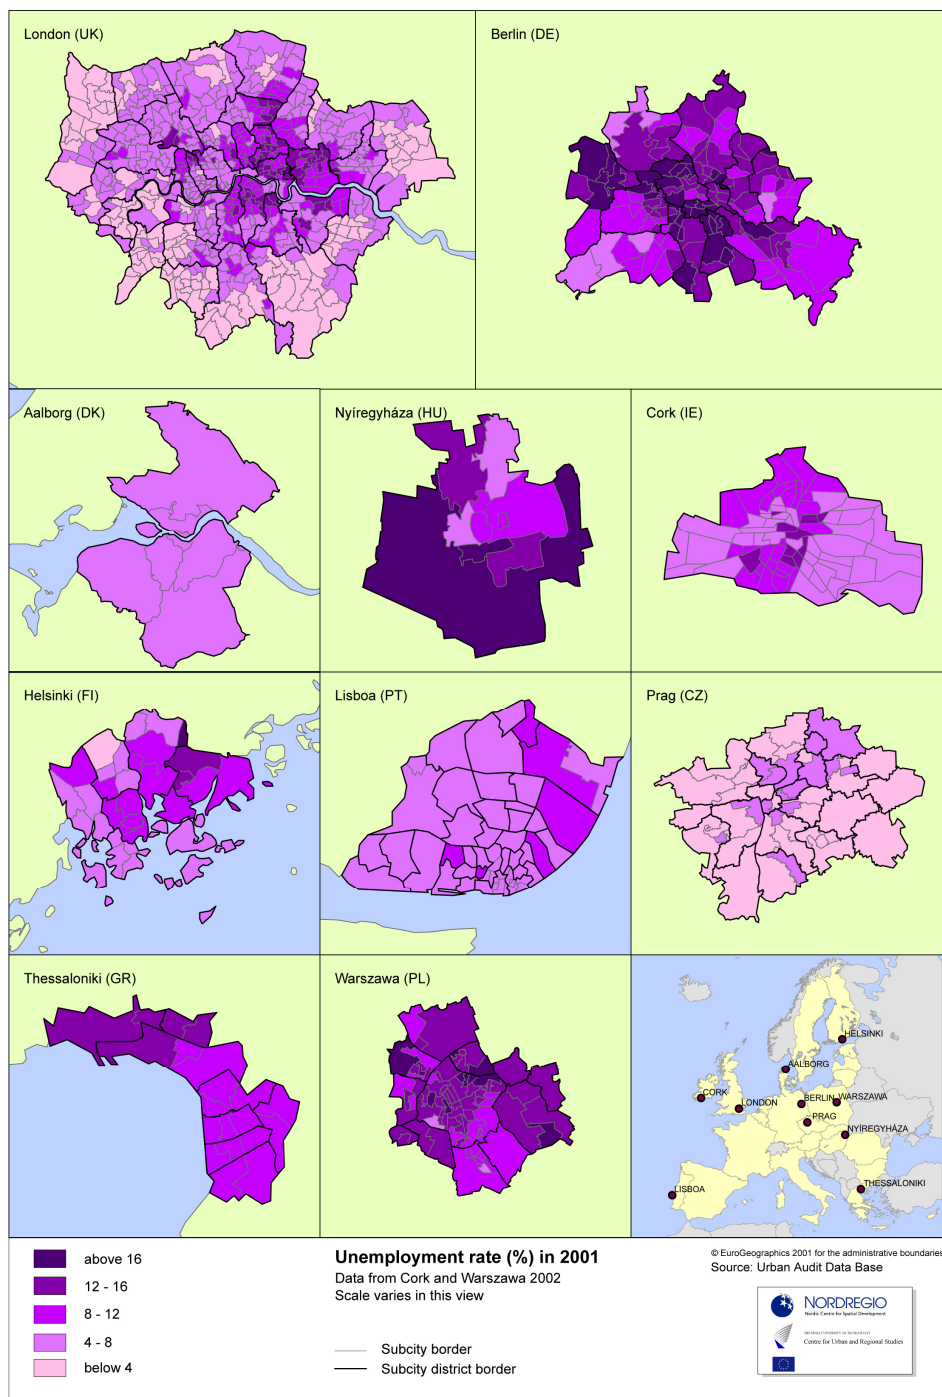 London (UK)
Berlin (DE)
Aalborg (DK)
Nyíregyháza (HU)
Cork (IE)
Helsinki (FI)
Lisboa (PT)
Prag (CZ)
Thessaloniki (GR)
Warszawa (PL)
HELSINKI
AALBORG
CORK
LONDON
BERLIN
WARSZAWA
PRAG
NYÍREGYHÁZA
LISBOA
THESSALONIKI
above 16
12 - 16
8 - 12
4 - 8
below 4
Unemployment rate (%) in 2001
Data from Cork and Warszawa 2002
Scale varies in this view
Subcity border
Subcity district border
© EuroGeographics 2001 for the administrative boundaries
Source: Urban Audit Data Base
NORDREGIO
Nordic Centre for Spatial Development
HELSINKI UNIVERSITY OF TECHNOLOGY
Centre for Urban and Regional Studies